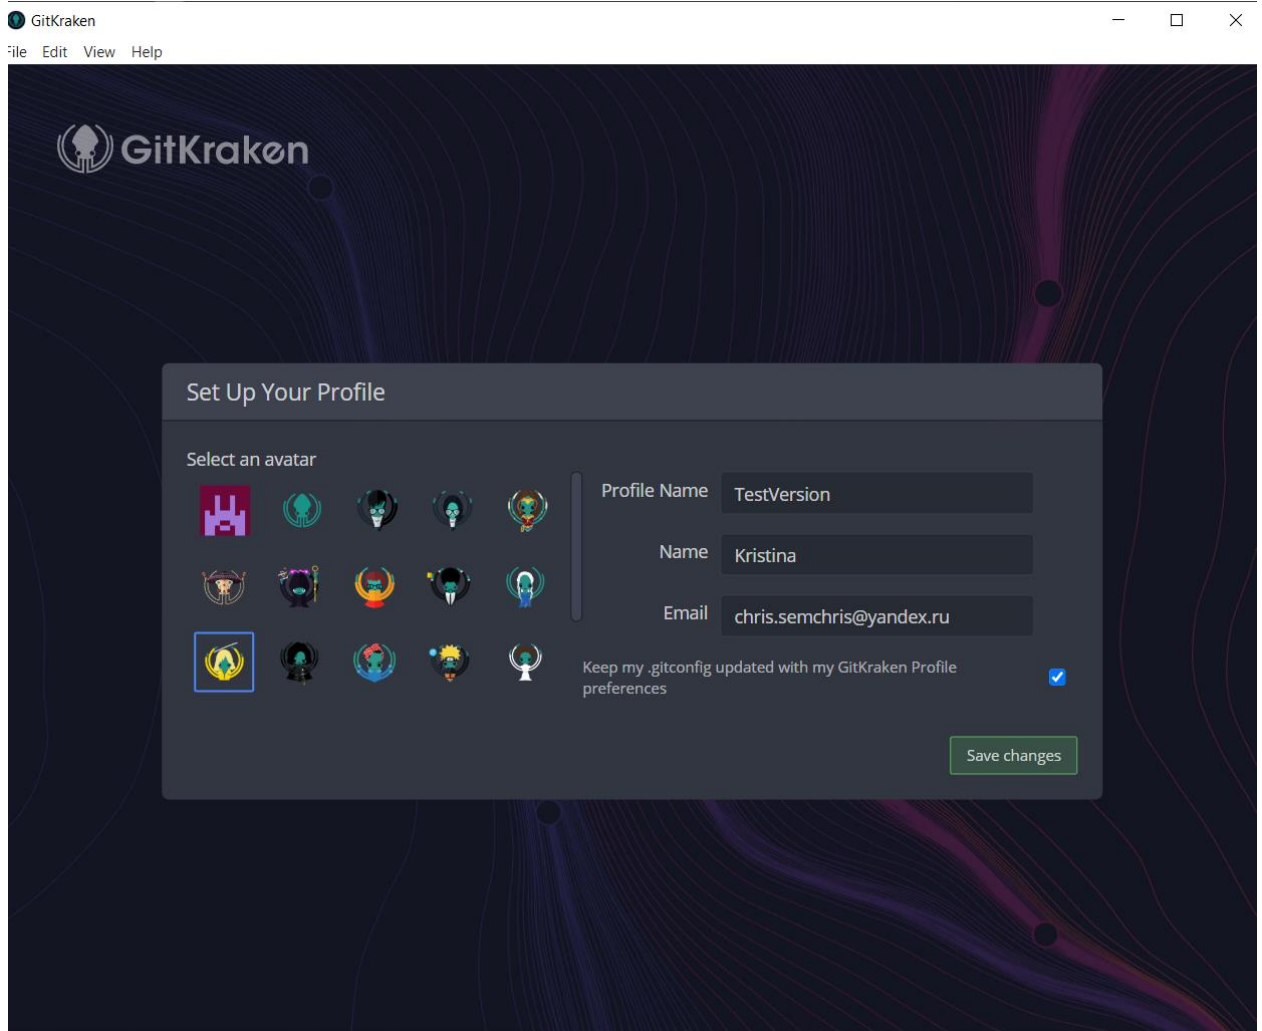 GitKraken
File Edit View Help
GitKraken
Set Up Your Profile
Select an avatar
Profile Name TestVersion
Name Kristina
Email chris.semchris@yandex.ru
Keep my .gitconfig updated with my GitKraken Profile
preferences
Save changes